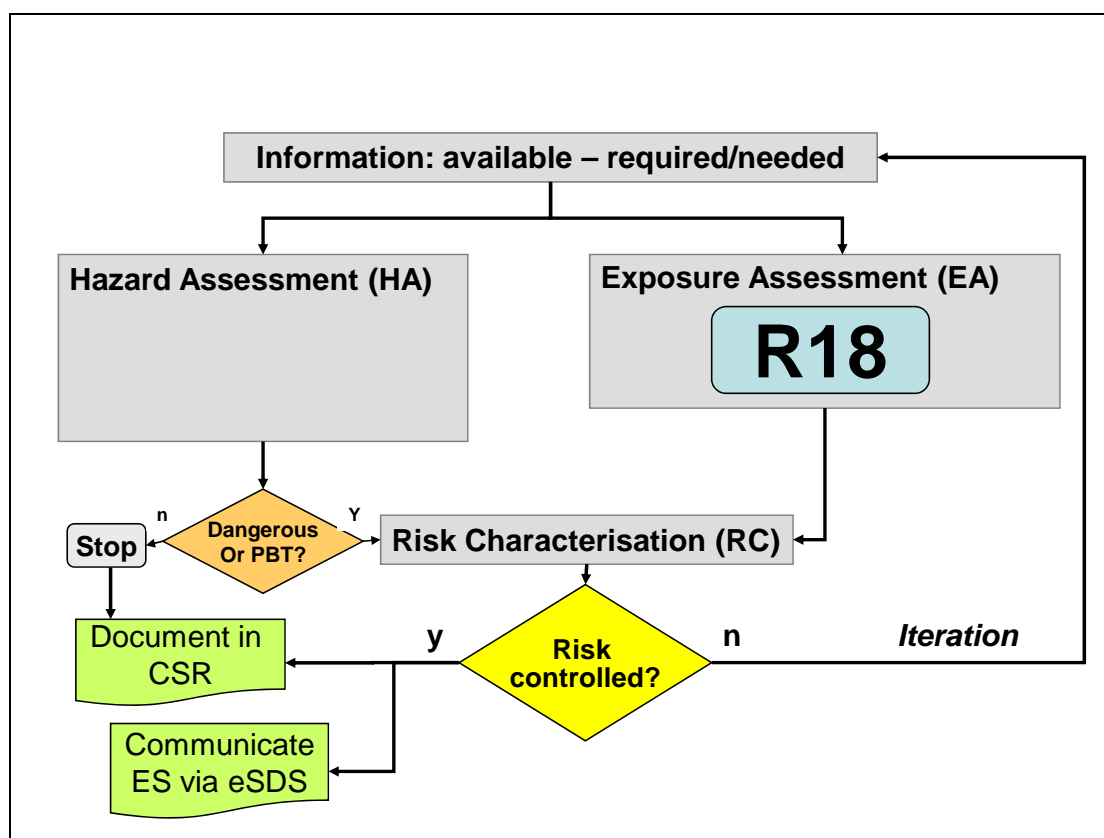 Information: available – required/needed
Hazard Assessment (HA)
Exposure Assessment (EA)
R18
n
Y
Dangerous
Or PBT?
Stop
Risk Characterisation (RC)
Document in
CSR
y
Risk
controlled?
n
Iteration
Communicate
ES via eSDS